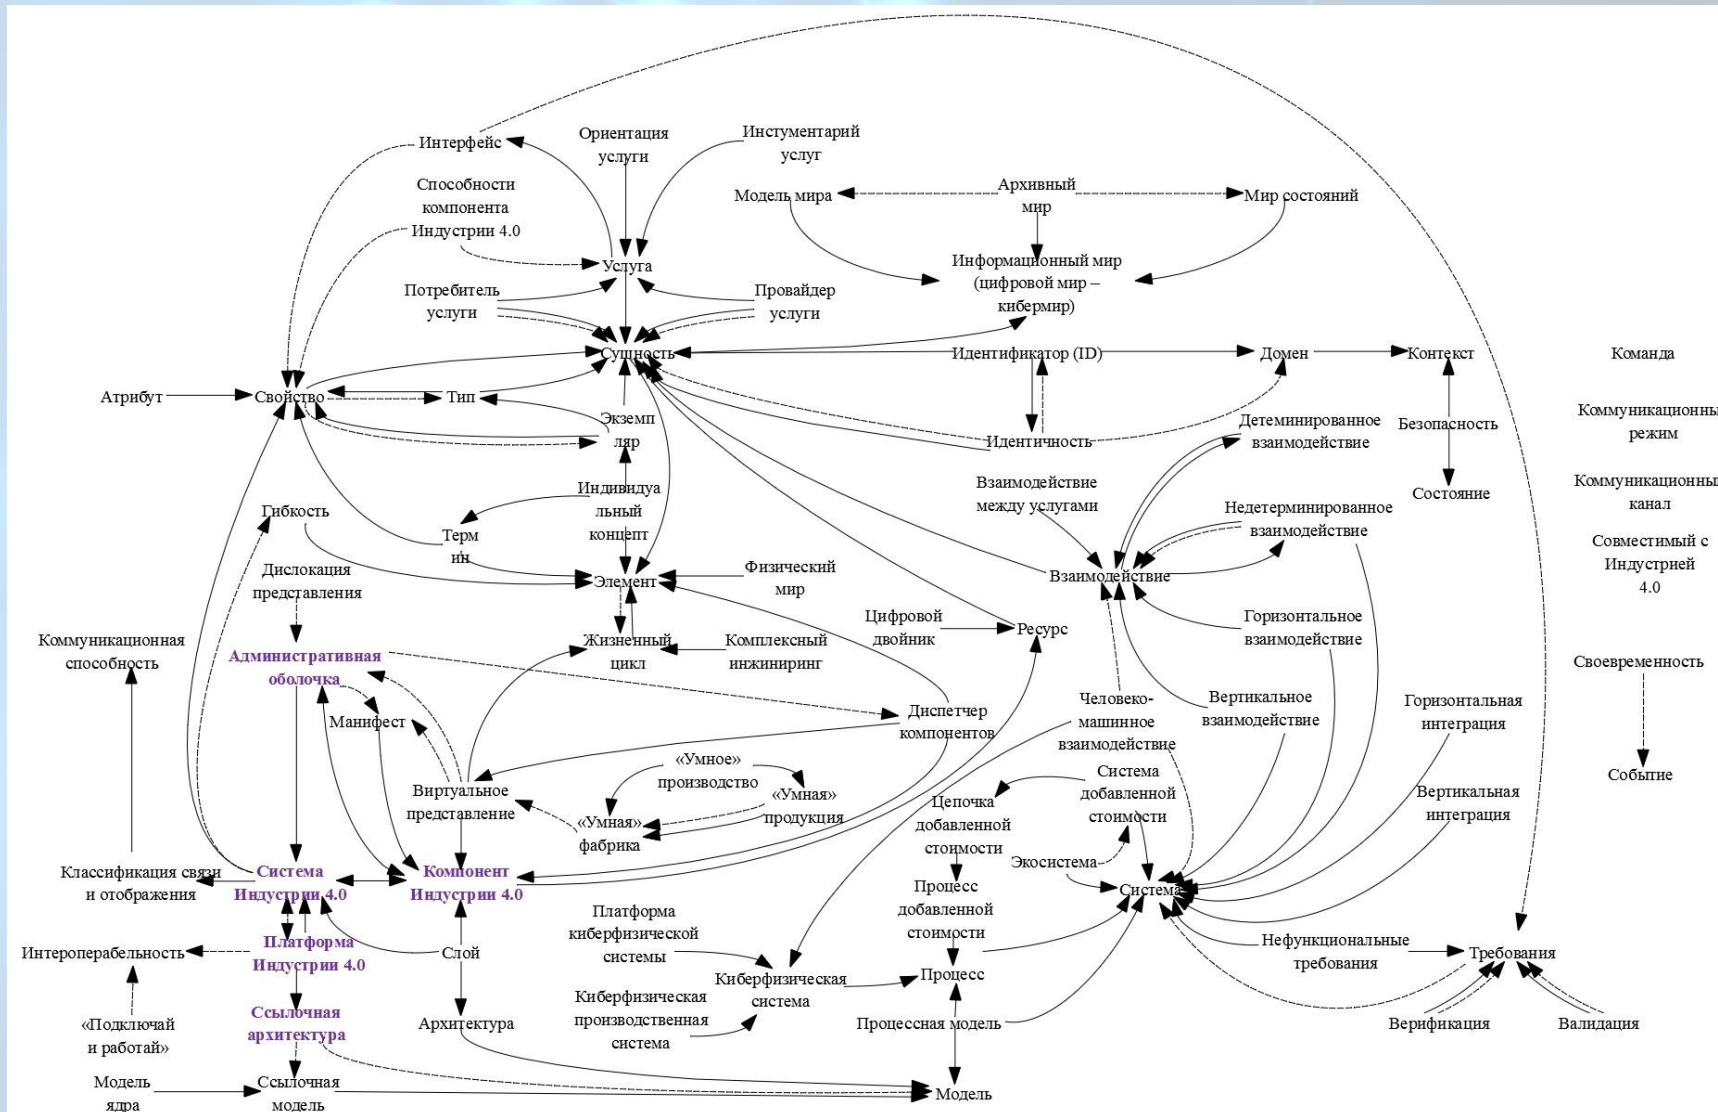 Интерфейс
Ориентация
услуги
Инстументарий
услуг
Способности
компонента
Индустрии 4.0
Модель мира
Архивный
мир
Мир состояний
Услуга
Информационный мир
(цифровой мир –
кибермир)
Потребитель
услуги
Провайдер
услуги
Сущность
Идентификатор (ID)
Домен
Контекст
Команда
Атрибут
Свойство
Тип
Экземп
ляр
Идентичность
Детеминированное
взаимодействие
Безопасность
Коммуникационны
режим
Индивидуа
льный
концепт
Взаимодействие
между услугами
Состояние
Коммуникационны
канал
Гибкость
Терм
ин
Недетерминированное
взаимодействие
Совместимый с
Индустрией
4.0
Дислокация
представления
Элемент
Физический
мир
Взаимодействие
Коммуникационная
способность
Административная
оболочка
Жизненный
цикл
Комплексный
инжиниринг
Цифровой
двойник
Ресурс
Горизонтальное
взаимодействие
Своевременность
Манифест
Диспетчер
компонентов
Человеко-
машинное
взаимодействие
Вертикальное
взаимодействие
Горизонтальная
интеграция
Виртуальное
представление
«Умное»
производство
«Умная»
продукция
«Умная»
фабрика
Цепочка
добавленной
стоимости
Система
добавленной
стоимости
Вертикальная
интеграция
Событие
Классификация связи
и отображения
Система
Индустрии 4.0
Компонент
Индустрии 4.0
Экосистема
Система
Процесс
добавленной
стоимости
Интероперабельность
Платформа
Индустрии 4.0
Слой
Платформа
киберфизической
системы
Киберфизическая
система
Процесс
Нефункциональные
требования
Требования
«Подключай
и работай»
Ссылочная
архитектура
Архитектура
Киберфизическая
производственная
система
Процессная модель
Верификация
Валидация
Модель
ядра
Ссылочная
модель
Модель